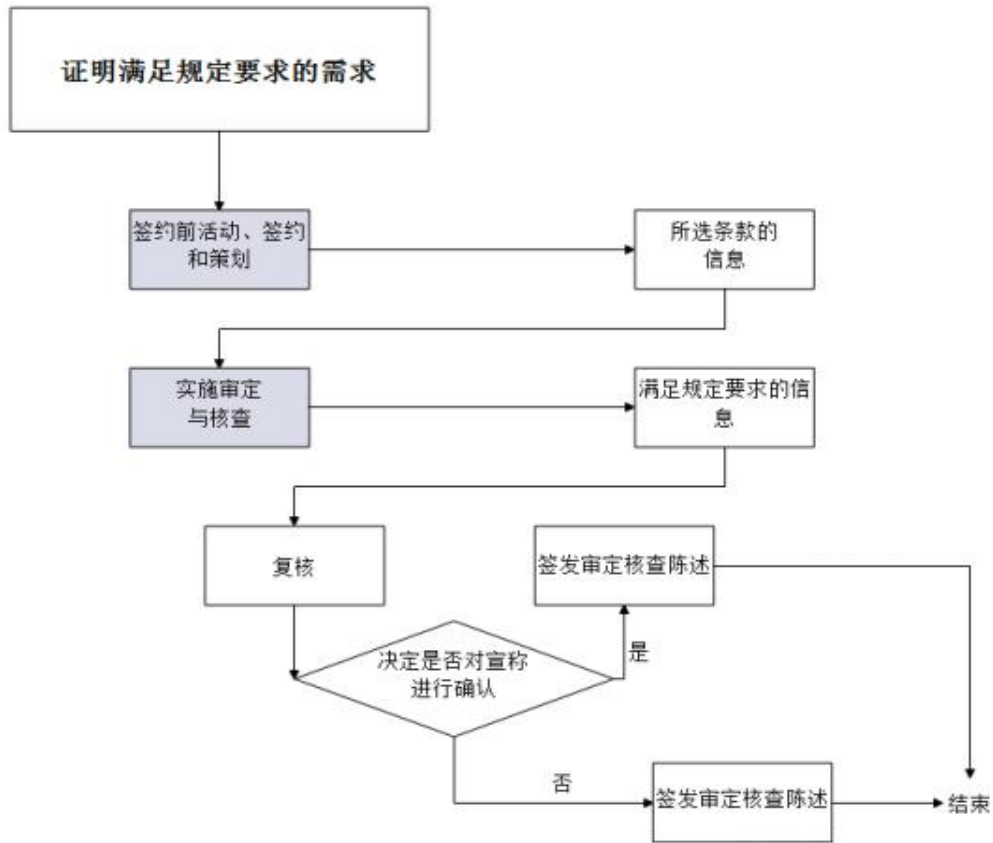 证明满足规定要求的需求
签约前活动、签约
和策划
所选条款的
信息
实施审定
与核查
满足规定要求的信
息
复核
签发审定核查陈述
决定是否对宣称
进行确认
是
否
签发审定核查陈述
结束